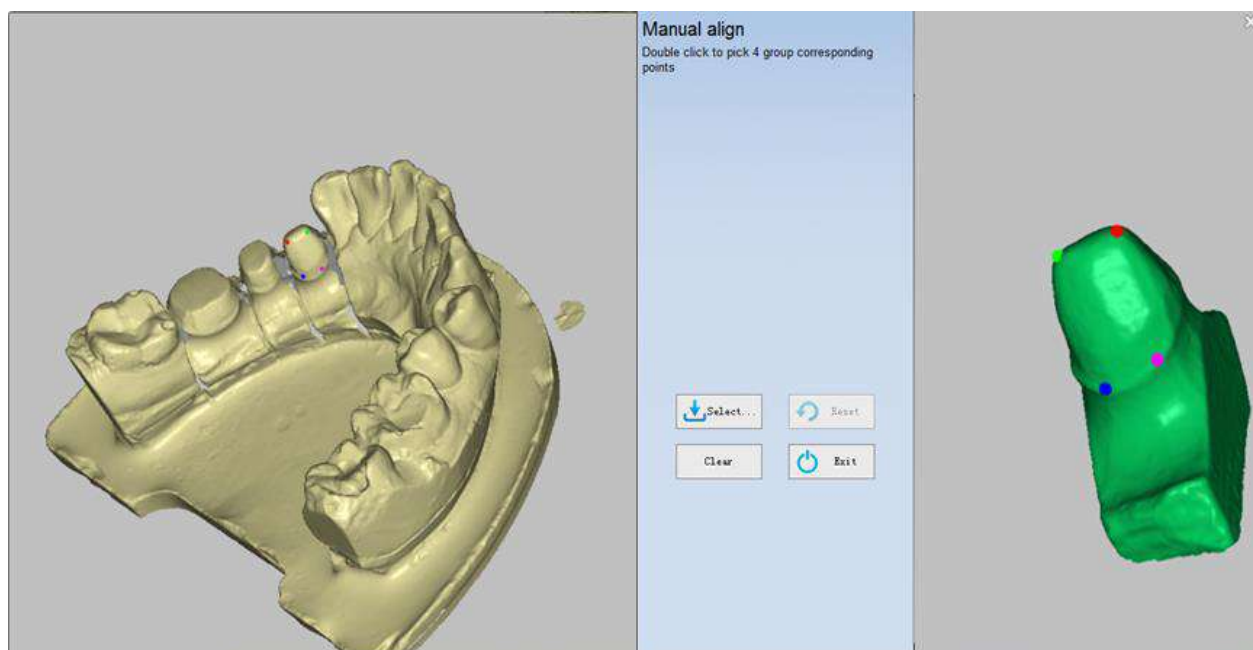 Manual align
Double click to pick 4 group corresponding
points
Select...
Reset
Clear
Exit